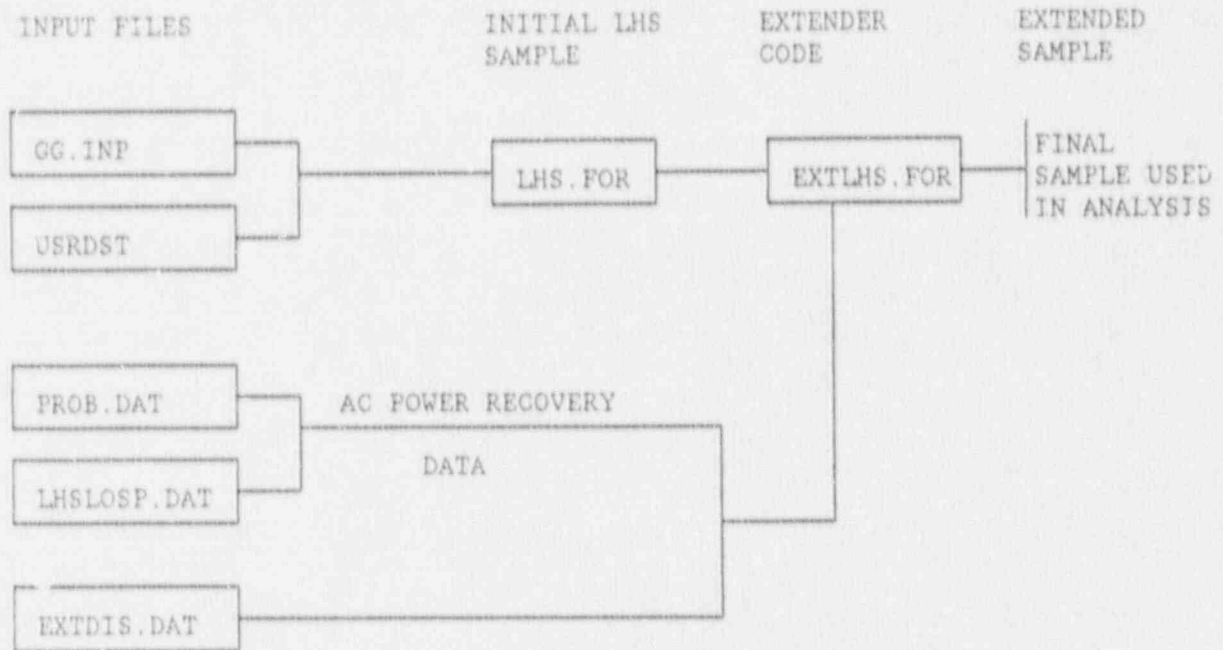 INPUT FILES
INITIAL LHS
SAMPLE
EXTENDER
CODE
EXTENDED
SAMPLE
GG.INP
USRDST
LHS.FOR
EXTLHS.FOR
FINAL
SAMPLE USED
IN ANALYSIS
PROB.DAT
LHSLOSP.DAT
AC POWER RECOVERY
DATA
EXTDIS.DAT